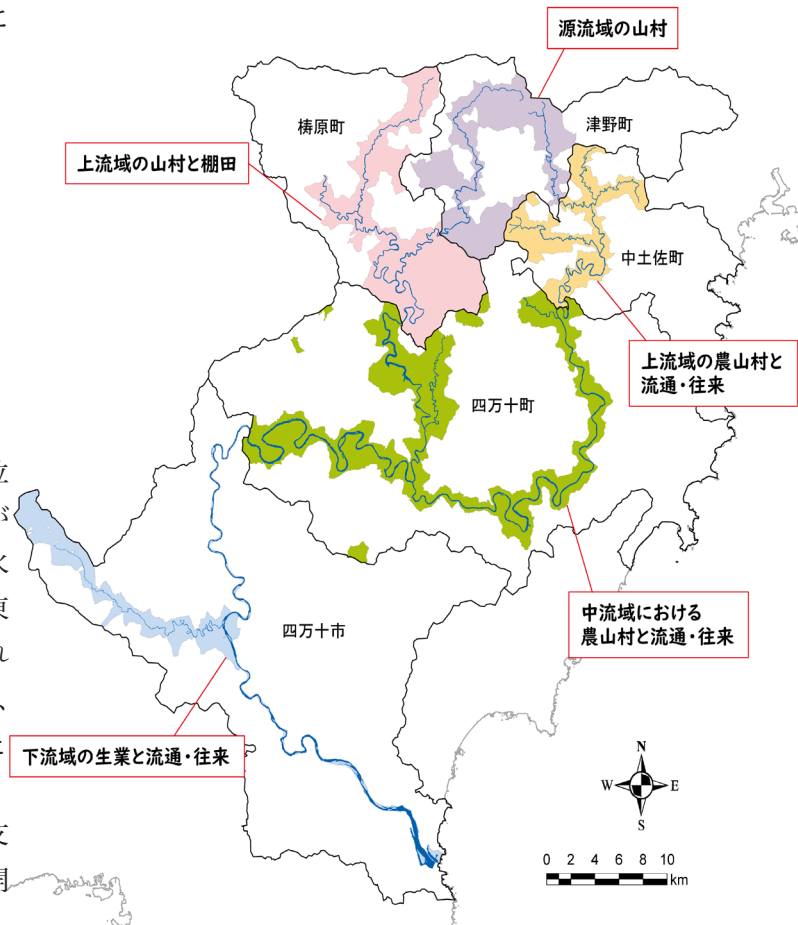 源流域の山村
津野町
梼原町
上流域の山村と棚田
中土佐町
上流域の農山村と
流通・往来
四万十町
中流域における
農山村と流通・往来
四万十市
下流域の生業と流通・往来
N
W
E
S
0 2 4 6 8 10
km
に
が
れ
、